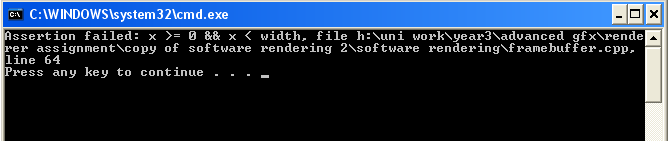 C:\WINDOWS\system32\cmd.exe
Assertion failed: x >= 0 && x < width, file h:\uni work\year3\advanced gfx\rende
rer assignment\copy of software rendering 2\software rendering\framebuffer.cpp,
line 64
Press any key to continue . . . _